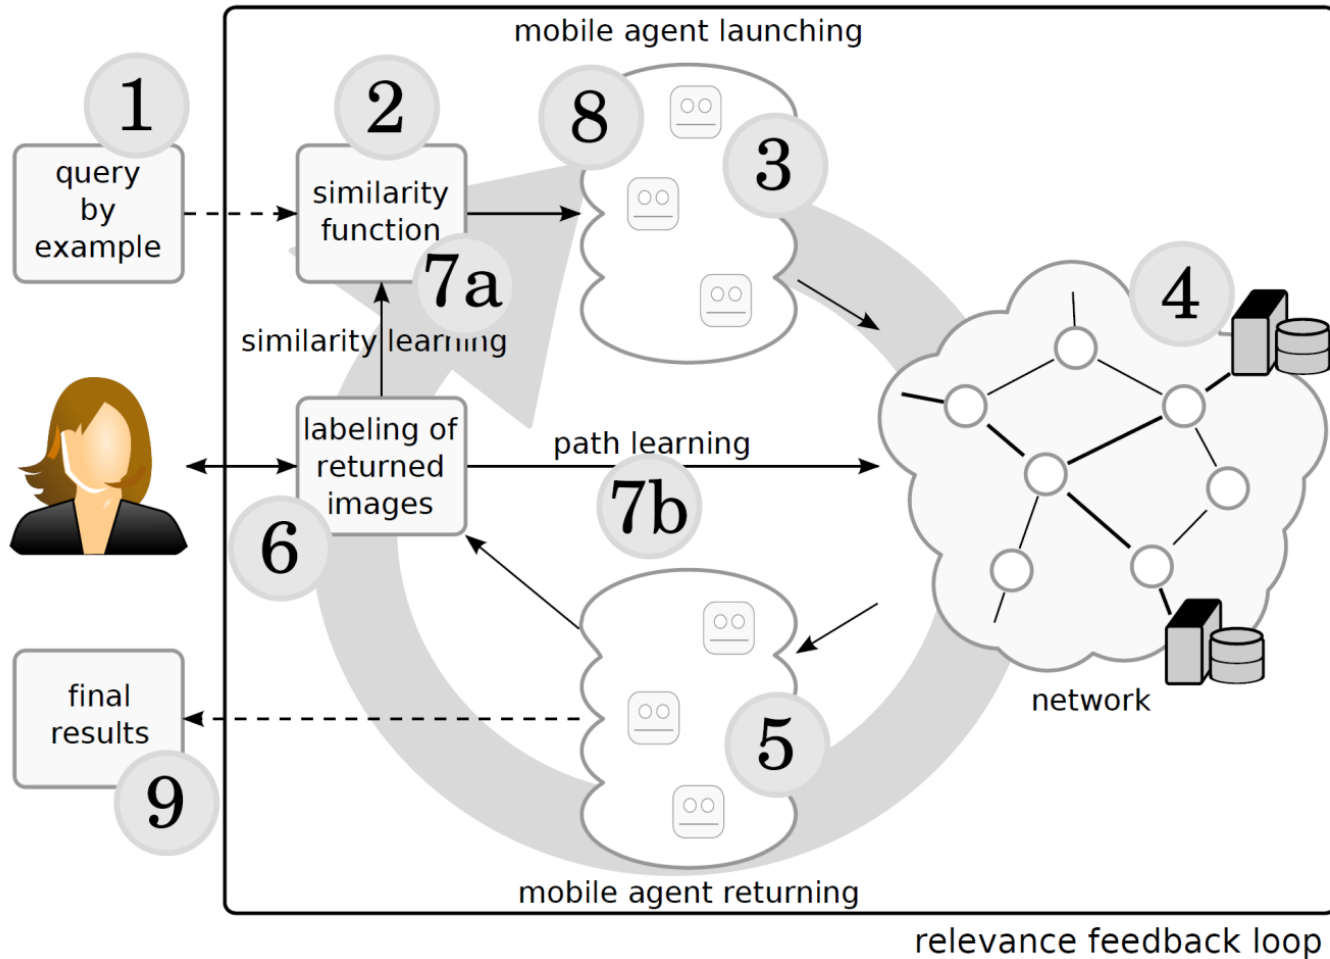 mobile agent launching
1
2
8
3
query
by
example
similarity
function
7a
4
similarity learning
labeling of
returned
images
path learning
7b
6
final
results
5
network
9
mobile agent returning
relevance feedback loop